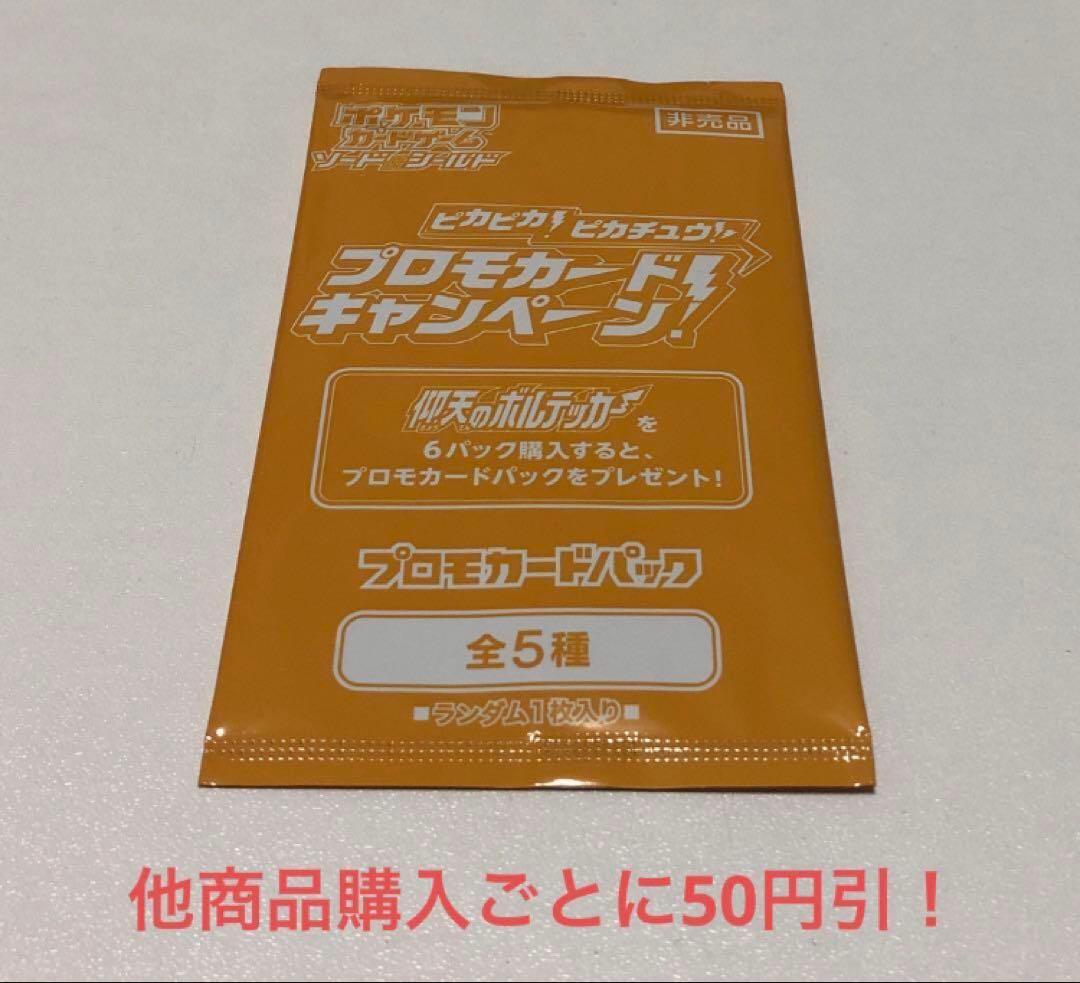 ポケモン
カードゲーム
ソード&シールド
非売品
ピカピカ! ピカチュウ!
プロモカード
キャンペーン!
仰天のボルテッカーを
6パック購入すると、
プロモカードパックをプレゼント!
プロモカードパック
全5種
■ランダム1枚入り■
他商品購入ごとに50円引！